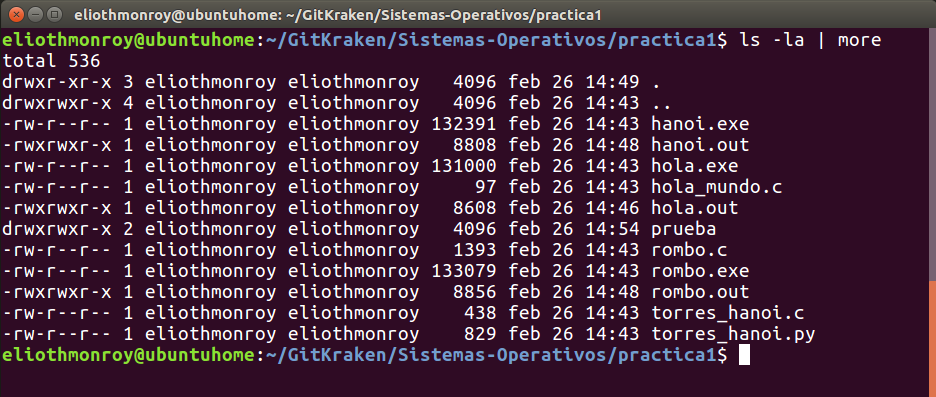 eliothmonroy@ubuntuhome: ~/GitKraken/Sistemas-Operativos/practica1
eliothmonroy@ubuntuhome:~/GitKraken/Sistemas-Operativos/practica1$ ls -la | more
total 536
drwxr-xr-x 3 eliothmonroy eliothmonroy   4096 feb 26 14:49 .
drwxrwxr-x 4 eliothmonroy eliothmonroy   4096 feb 26 14:43 ..
-rw-r--r-- 1 eliothmonroy eliothmonroy 132391 feb 26 14:43 hanoi.exe
-rwxrwxr-x 1 eliothmonroy eliothmonroy   8808 feb 26 14:48 hanoi.out
-rw-r--r-- 1 eliothmonroy eliothmonroy 131000 feb 26 14:43 hola.exe
-rw-r--r-- 1 eliothmonroy eliothmonroy     97 feb 26 14:43 hola_mundo.c
-rwxrwxr-x 1 eliothmonroy eliothmonroy   8608 feb 26 14:46 hola.out
drwxrwxr-x 2 eliothmonroy eliothmonroy   4096 feb 26 14:54 prueba
-rw-r--r-- 1 eliothmonroy eliothmonroy   1393 feb 26 14:43 rombo.c
-rw-r--r-- 1 eliothmonroy eliothmonroy 133079 feb 26 14:43 rombo.exe
-rwxrwxr-x 1 eliothmonroy eliothmonroy   8856 feb 26 14:48 rombo.out
-rw-r--r-- 1 eliothmonroy eliothmonroy    438 feb 26 14:43 torres_hanoi.c
-rw-r--r-- 1 eliothmonroy eliothmonroy    829 feb 26 14:43 torres_hanoi.py
eliothmonroy@ubuntuhome:~/GitKraken/Sistemas-Operativos/practica1$